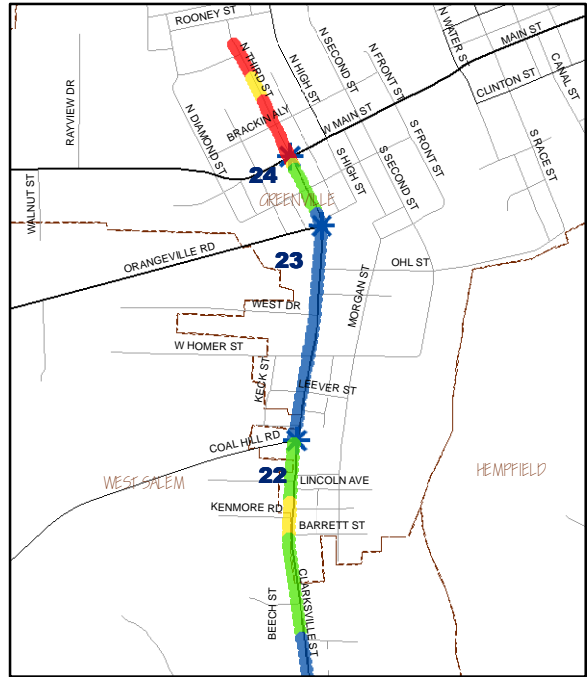 ROONEY ST
N SECOND ST
N WATER ST
MAIN ST
RAYVIEW DR
N THIRD ST
N HIGH ST
N FRONT ST
CANAL ST
CLINTON ST
BRACKIN ALY
W MAIN ST
N DIAMOND ST
S FRONT ST
S HIGH ST
S SECOND ST
S RACE ST
24
WALNUT ST
GREENVILLE
ORANGEVILLE RD
23
OHL ST
MORGAN ST
WEST DR
W HOMER ST
KECK ST
LEEVER ST
COAL HILL RD
WEST SALEM
22
LINCOLN AVE
HEMPFIELD
KENMORE RD
BARRETT ST
BEECH ST
CLARKSVILLE ST